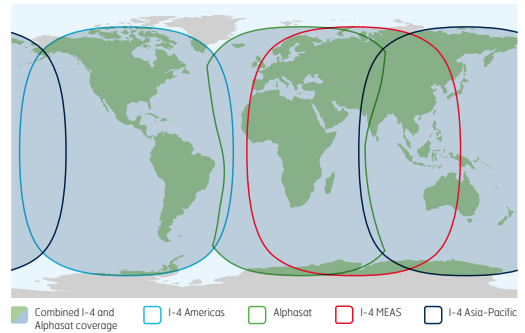 Combined I-4 and
Alphasat coverage
I-4 Americas
Alphasat
I-4 MEAS
I-4 Asia-Pacific